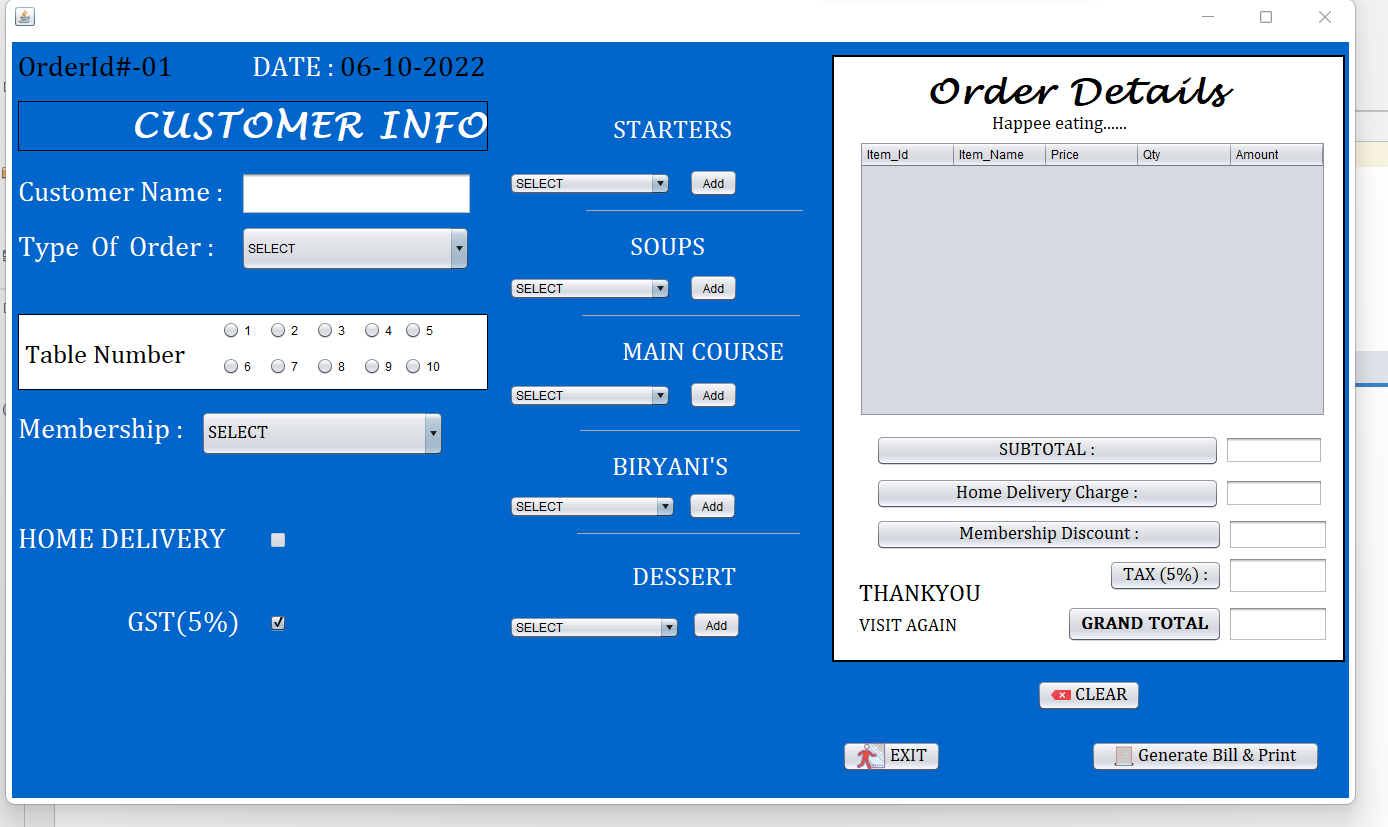 OrderId#-01 DATE : 06-10-2022
CUSTOMER INFO
Customer Name :
Type Of Order : SELECT
Table Number
1 2 3 4 5
6 7 8 9 10
Membership : SELECT
HOME DELIVERY
GST(5%)
STARTERS
SELECT Add
SOUPS
SELECT Add
MAIN COURSE
SELECT Add
BIRYANI'S
SELECT Add
DESSERT
SELECT Add
Order Details
Happee eating......
Item_Id Item_Name Price Qty Amount
SUBTOTAL :
Home Delivery Charge :
Membership Discount :
TAX (5%) :
THANKYOU
VISIT AGAIN
GRAND TOTAL
CLEAR
EXIT
Generate Bill & Print